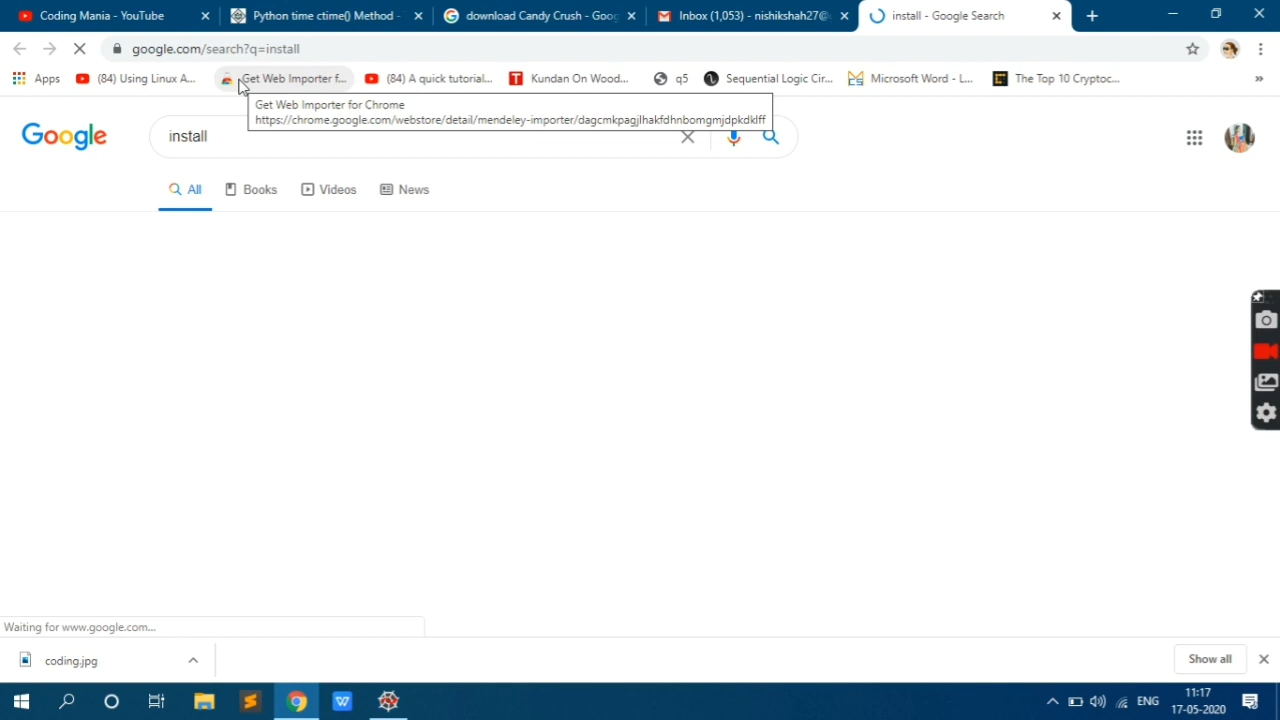 Coding Mania - YouTube
Python time ctime() Method -
download Candy Crush - Goog
Inbox (1,053) - nishikshah27@
install - Google Search
google.com/search?q=install
Apps
(84) Using Linux A...
Get Web Importer f...
(84) A quick tutorial...
Kundan On Wood...
q5
Sequential Logic Cir...
Microsoft Word - L...
The Top 10 Cryptoc...
Get Web Importer for Chrome
https://chrome.google.com/webstore/detail/mendeley-importer/dagcmkpagjlhakfdhnbomgmjdpkdklff
Google
install
All
Books
Videos
News
Waiting for www.google.com...
coding.jpg
Show all
ENG
11:17
17-05-2020